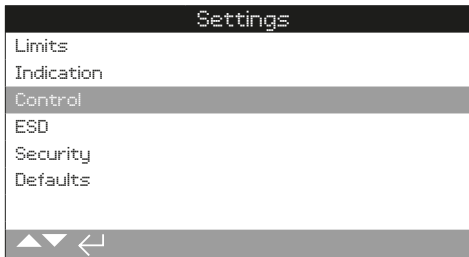 Settings
Limits
Indication
Control
ESD
Security
Defaults